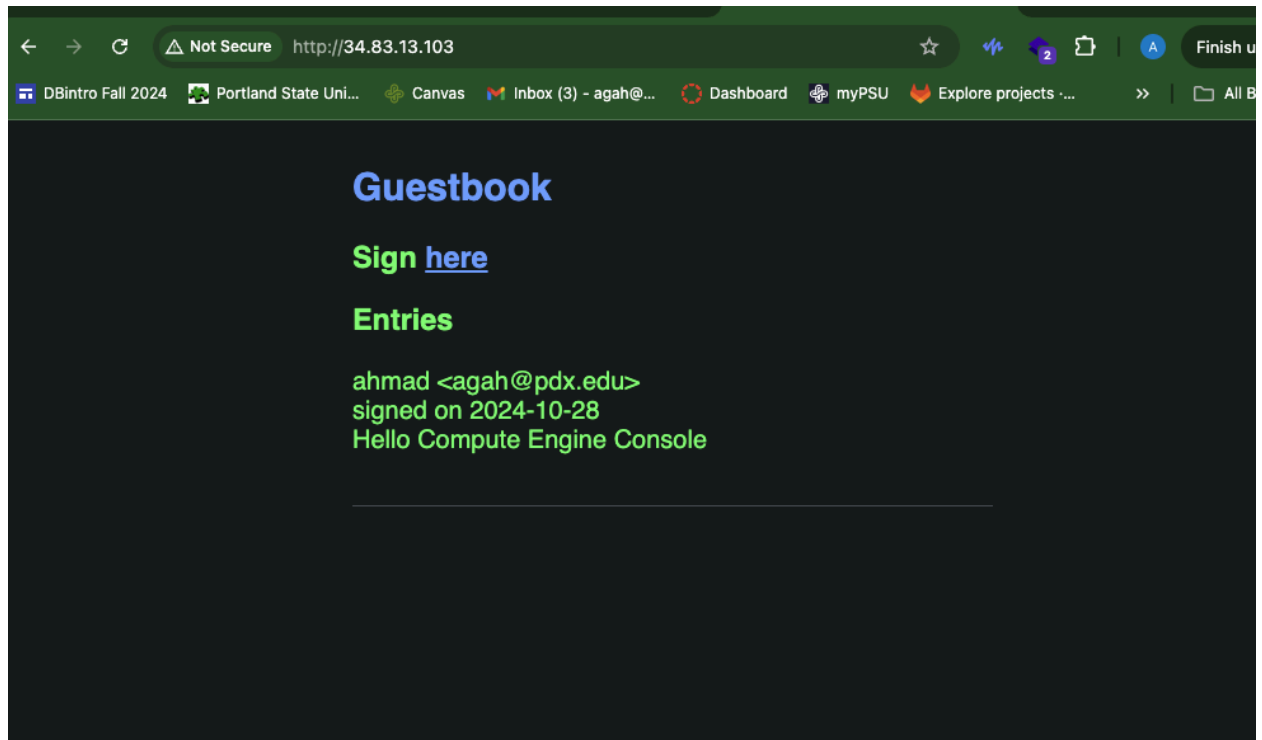 Not Secure http://34.83.13.103 2 A Finish u
DBintro Fall 2024 Portland State Uni... Canvas Inbox (3) - agah@... Dashboard myPSU Explore projects ·... » All B
Guestbook
Sign here
Entries
ahmad <agah@pdx.edu>
signed on 2024-10-28
Hello Compute Engine Console